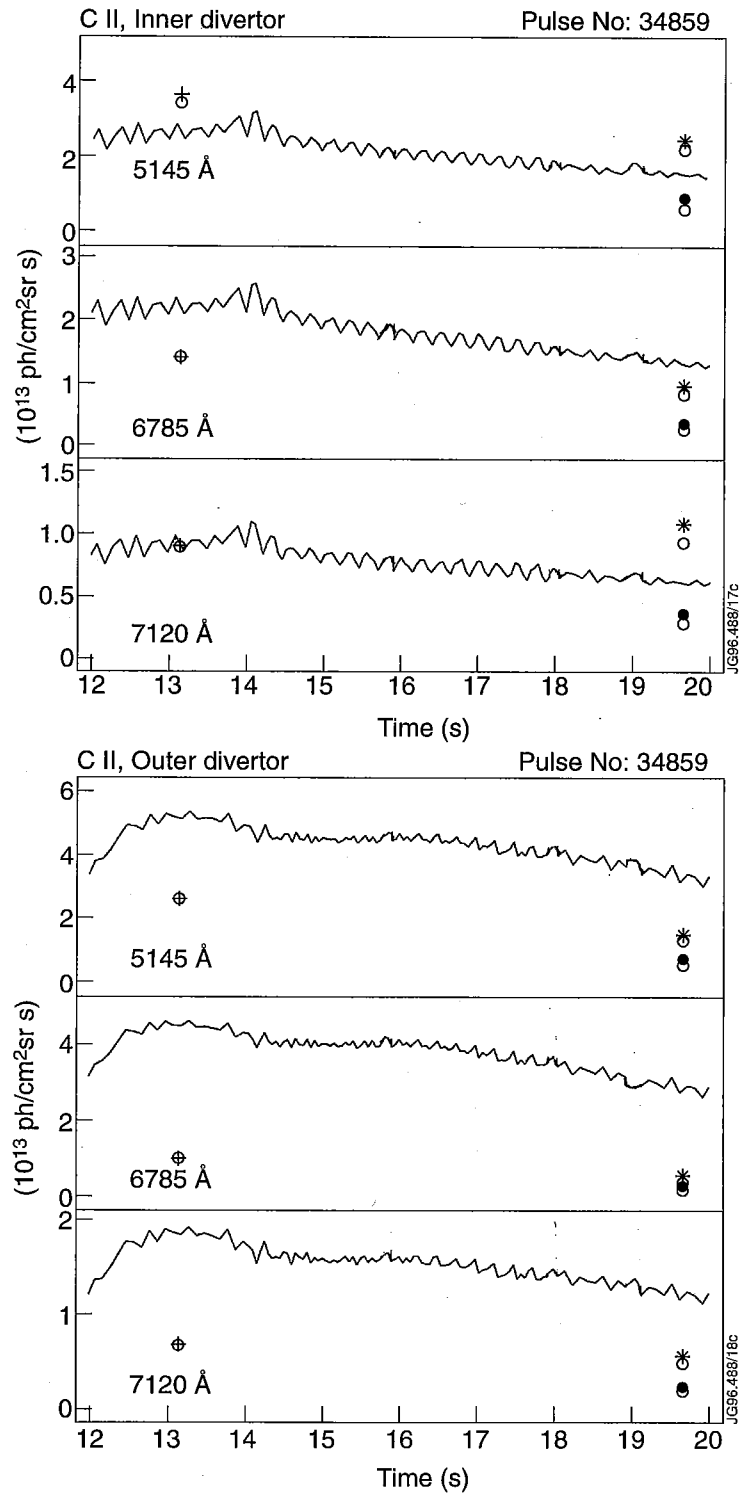 C II, Inner divertor Pulse No: 34859
4
5145 Å
2
0
3
2
1
6785 Å
0
(10¹³ ph/cm²sr s)
1.5
1.0
0.5
7120 Å
0
12 13 14 15 16 17 18 19 20
Time (s)
JG96.488/17c
C II, Outer divertor Pulse No: 34859
6
4
2
5145 Å
0
4
2
6785 Å
0
(10¹³ ph/cm²sr s)
2
1
7120 Å
0
12 13 14 15 16 17 18 19 20
Time (s)
JG96.488/18c